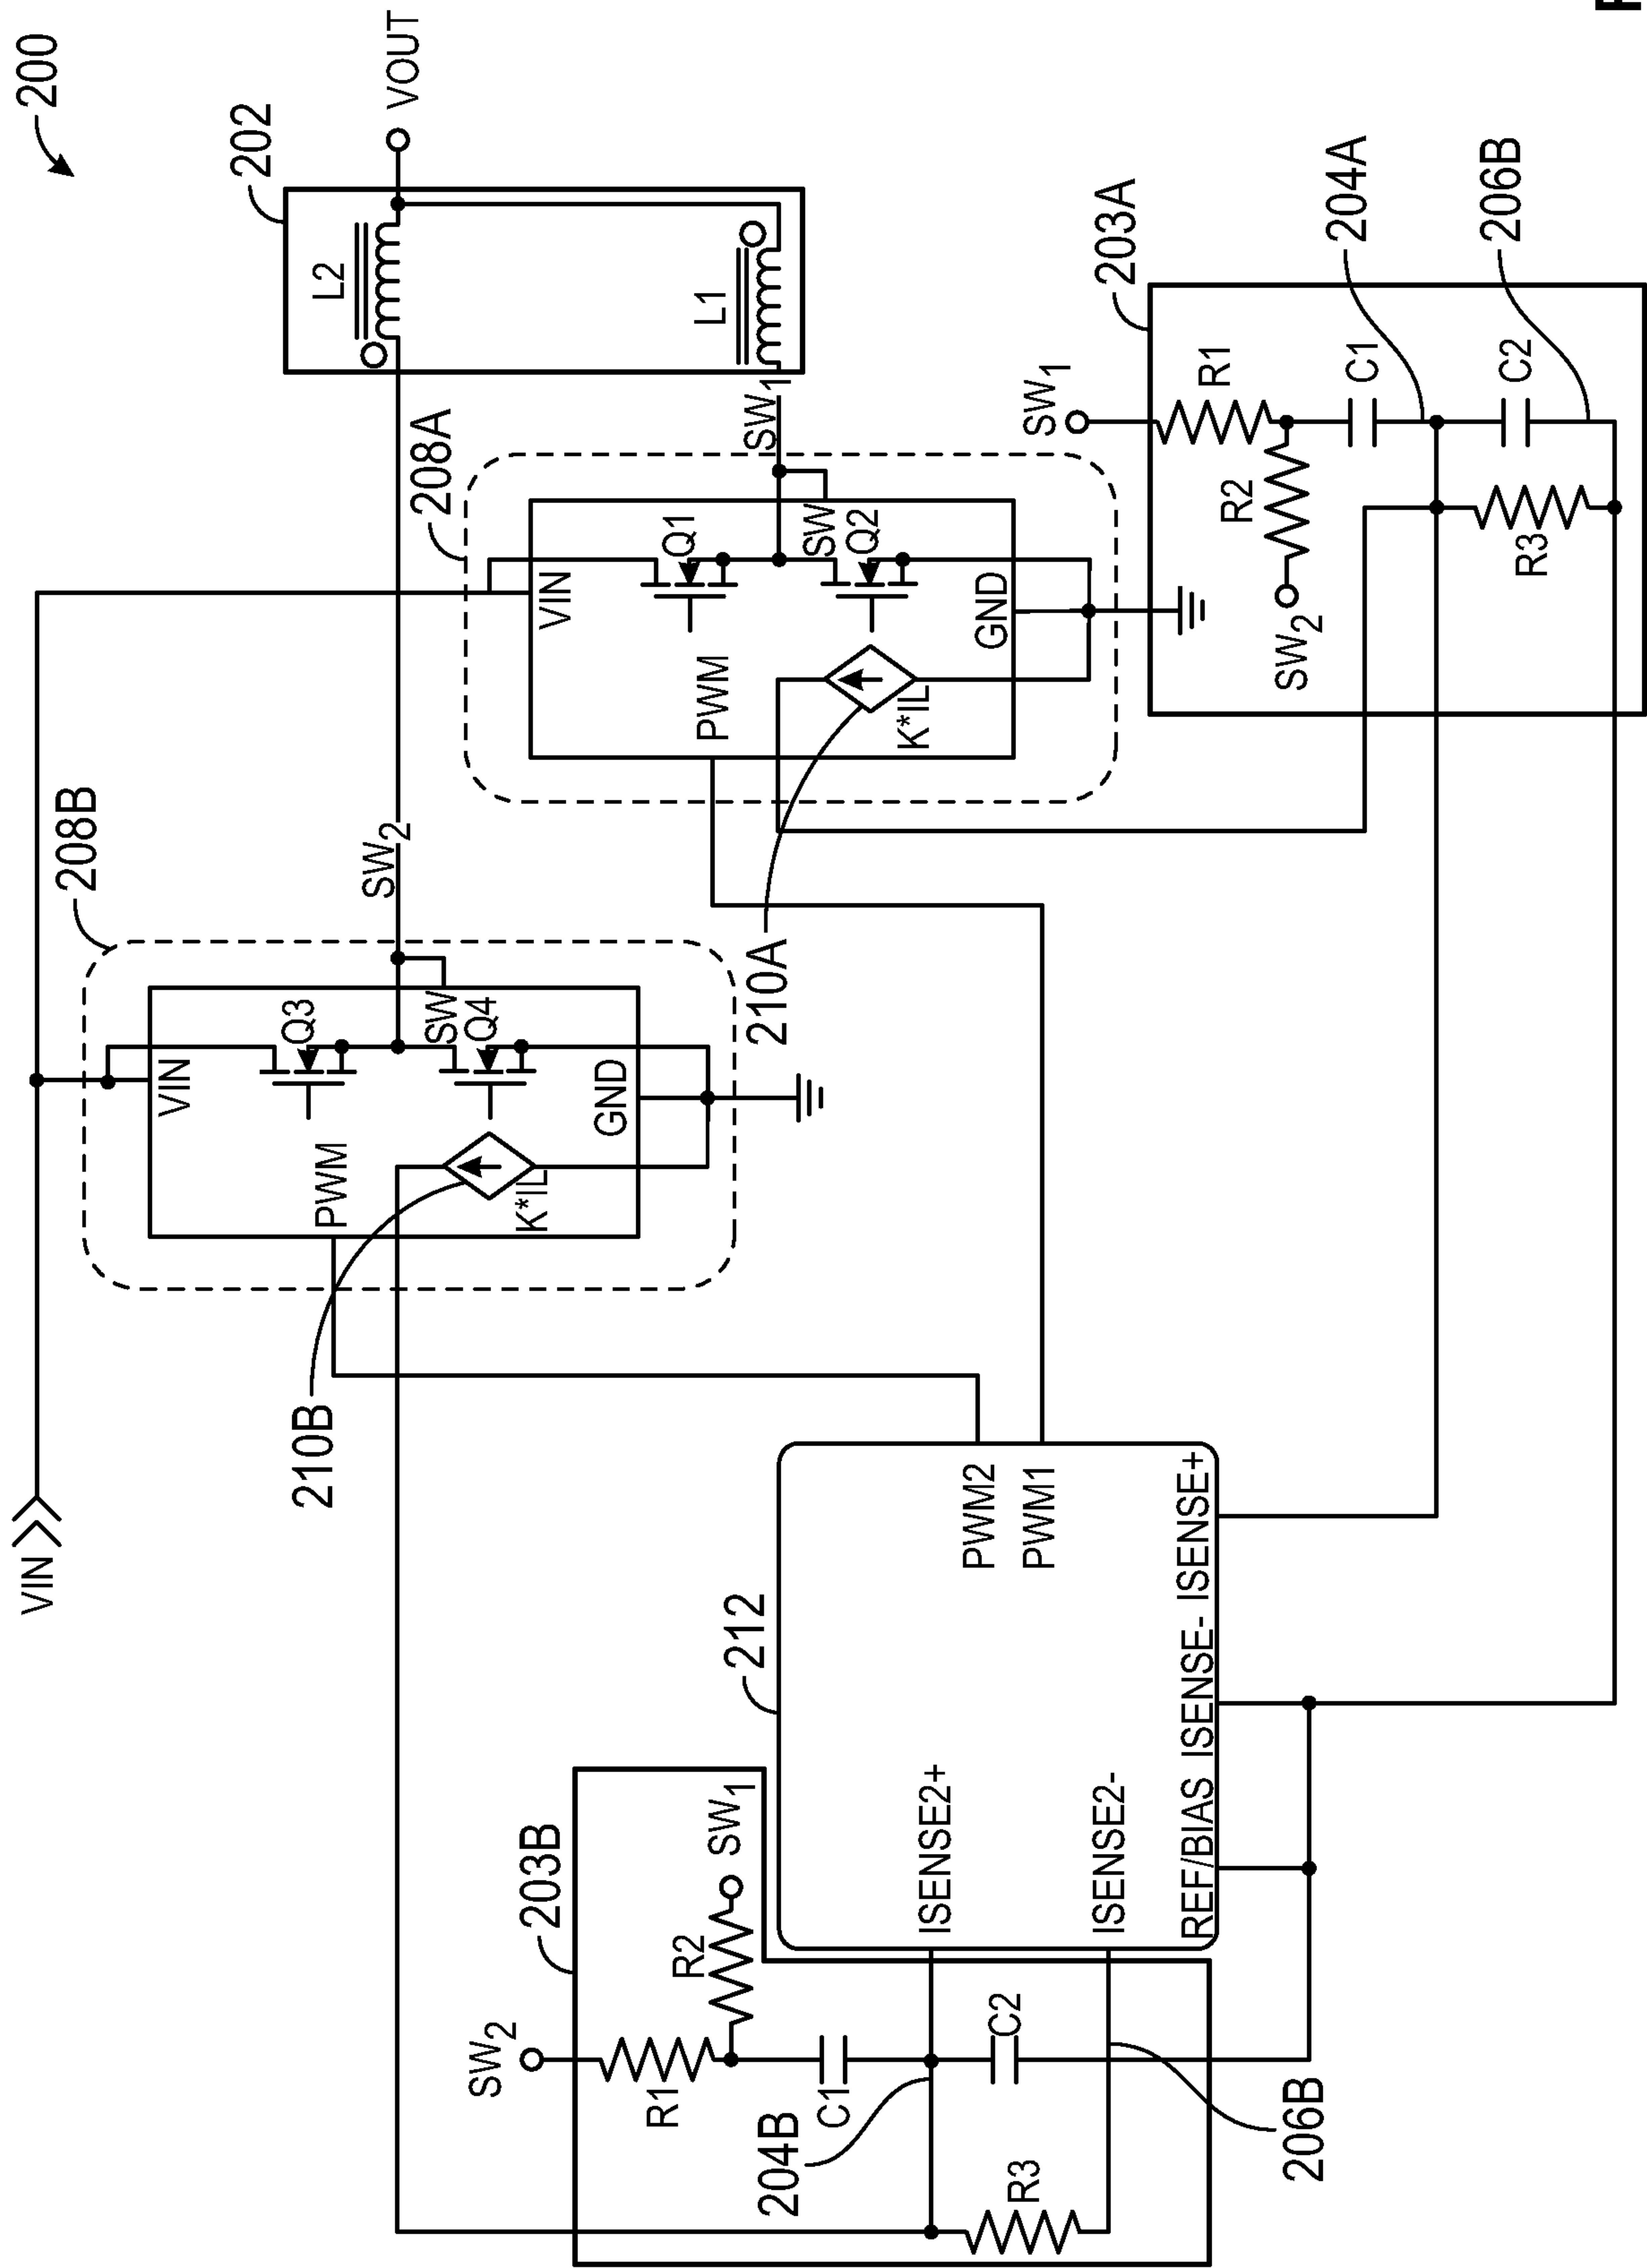 200
VIN
VOUT
202
L2
L1
208B
VIN
Q3
PWM
SW
Q4
K*IL
GND
SW2
210B
208A
VIN
Q1
PWM
SW
Q2
K*IL
GND
SW1
210A
203B
SW2
R1
R2
SW1
C1
C2
204B
R3
206B
212
ISENSE2+
ISENSE2-
PWM2
PWM1
REF/BIAS
ISENSE-
ISENSE+
203A
SW1
R1
R2
SW2
C1
204A
C2
206B
R3